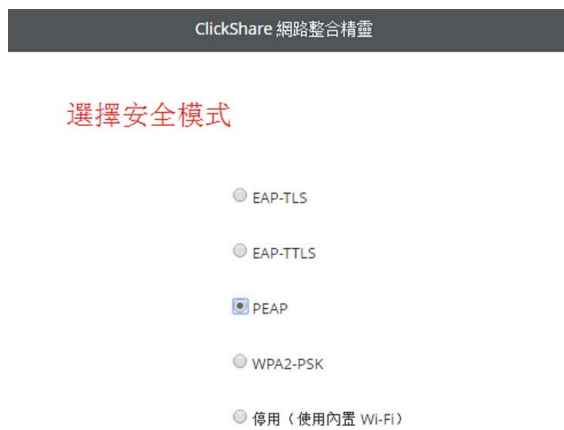 ClickShare 網路整合精靈
選擇安全模式
EAP-TLS
EAP-TTLS
PEAP
WPA2-PSK
停用（使用內置 Wi-Fi）